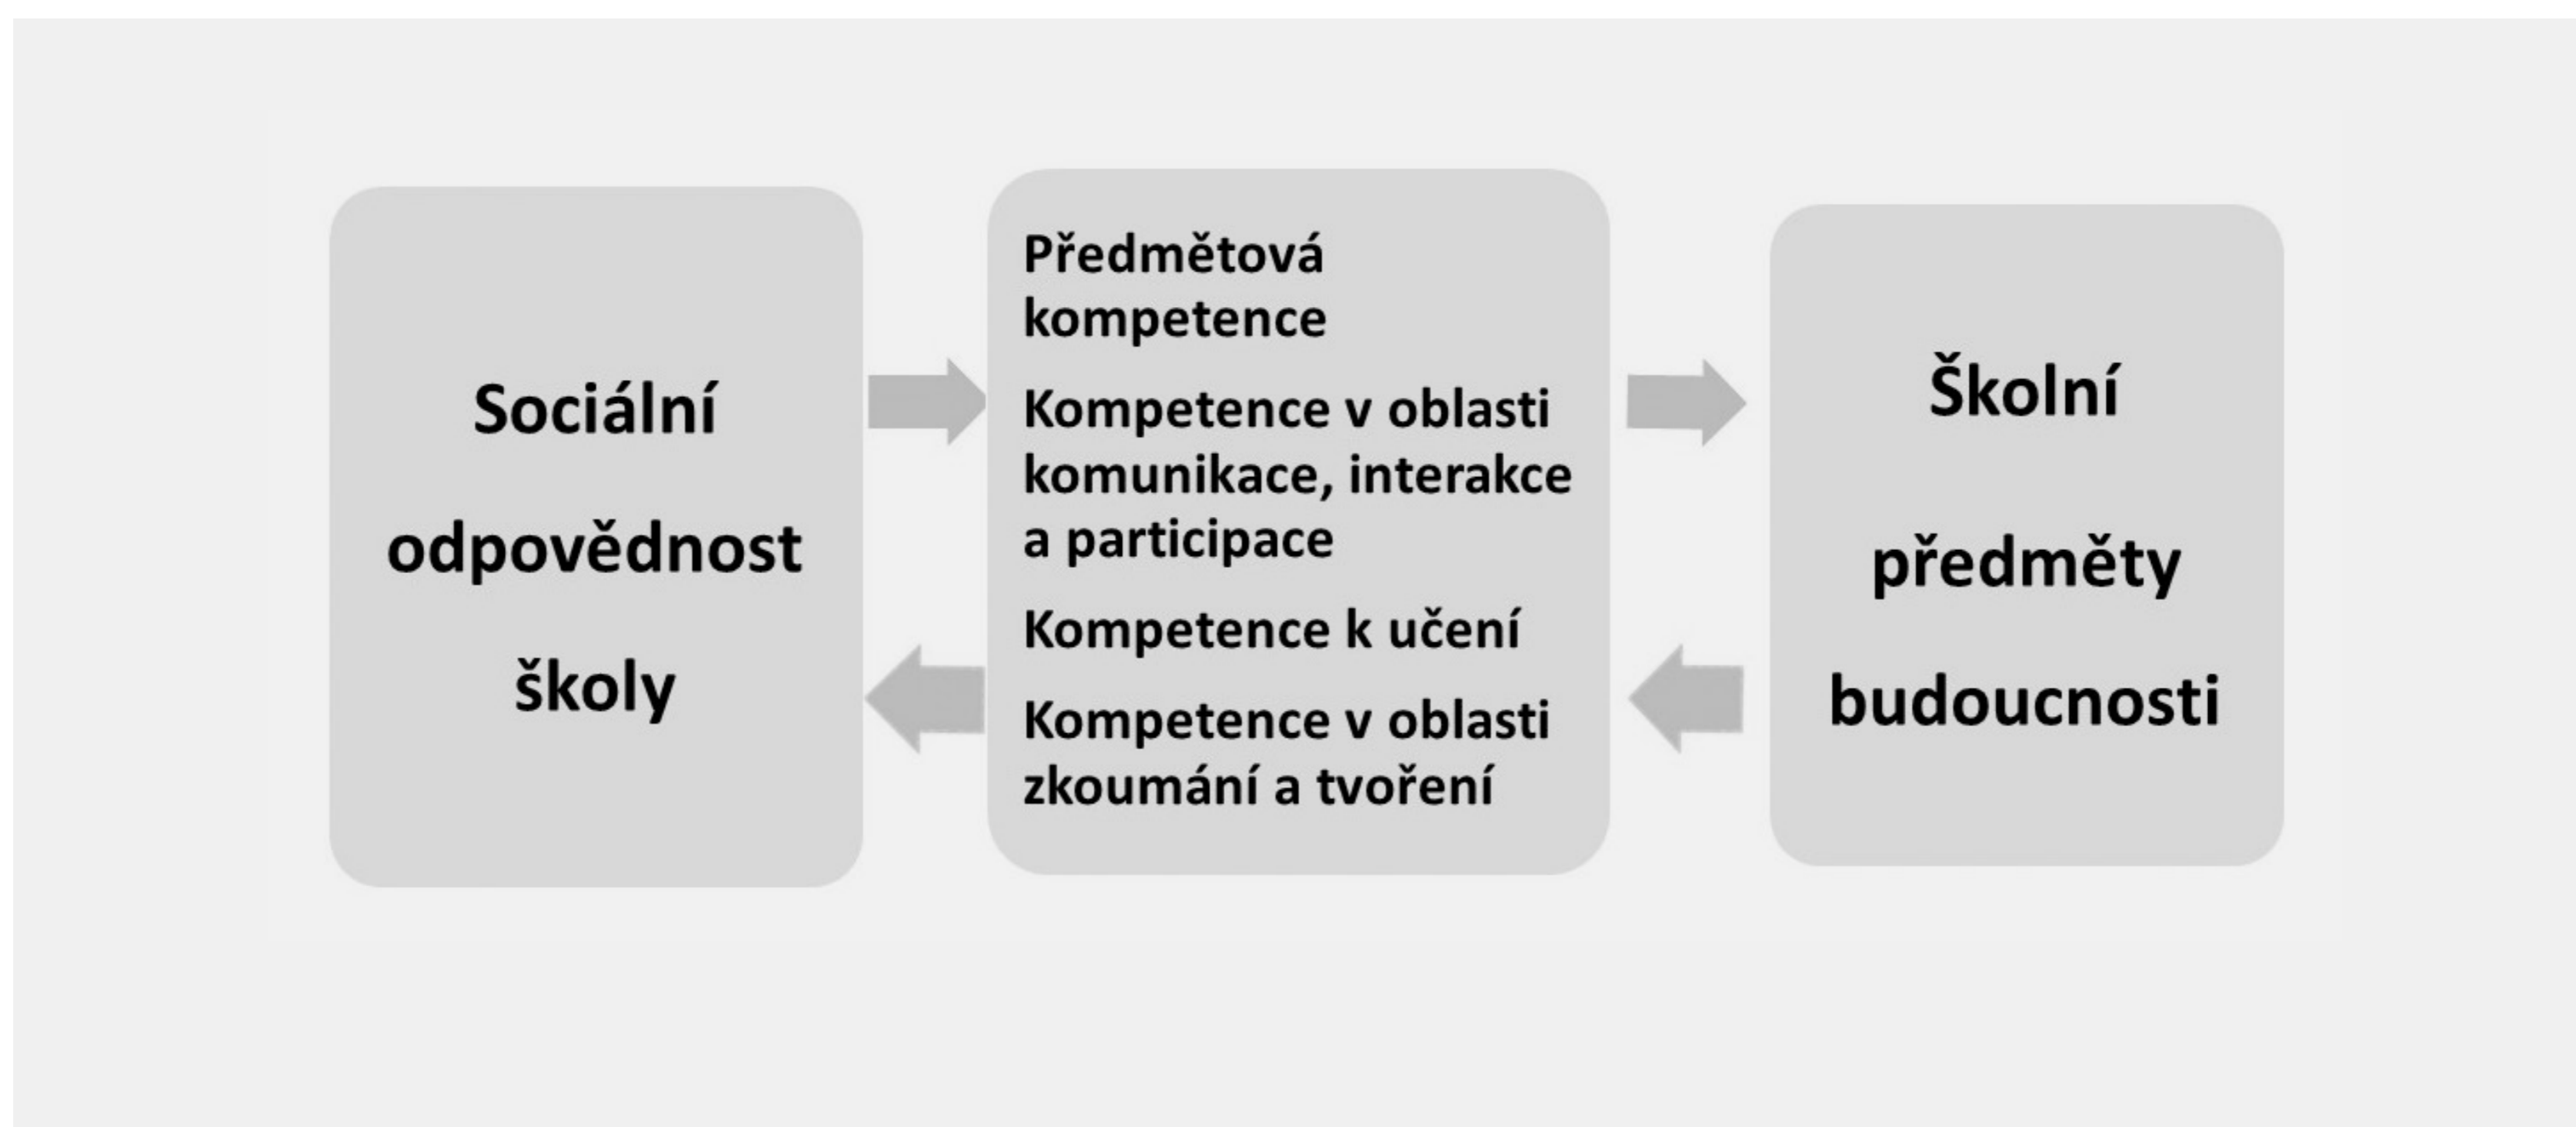 Sociální
odpovědnost
školy
Předmětová
kompetence
Kompetence v oblasti
komunikace, interakce
a participace
Kompetence k učení
Kompetence v oblasti
zkoumání a tvoření
Školní
předměty
budoucnosti